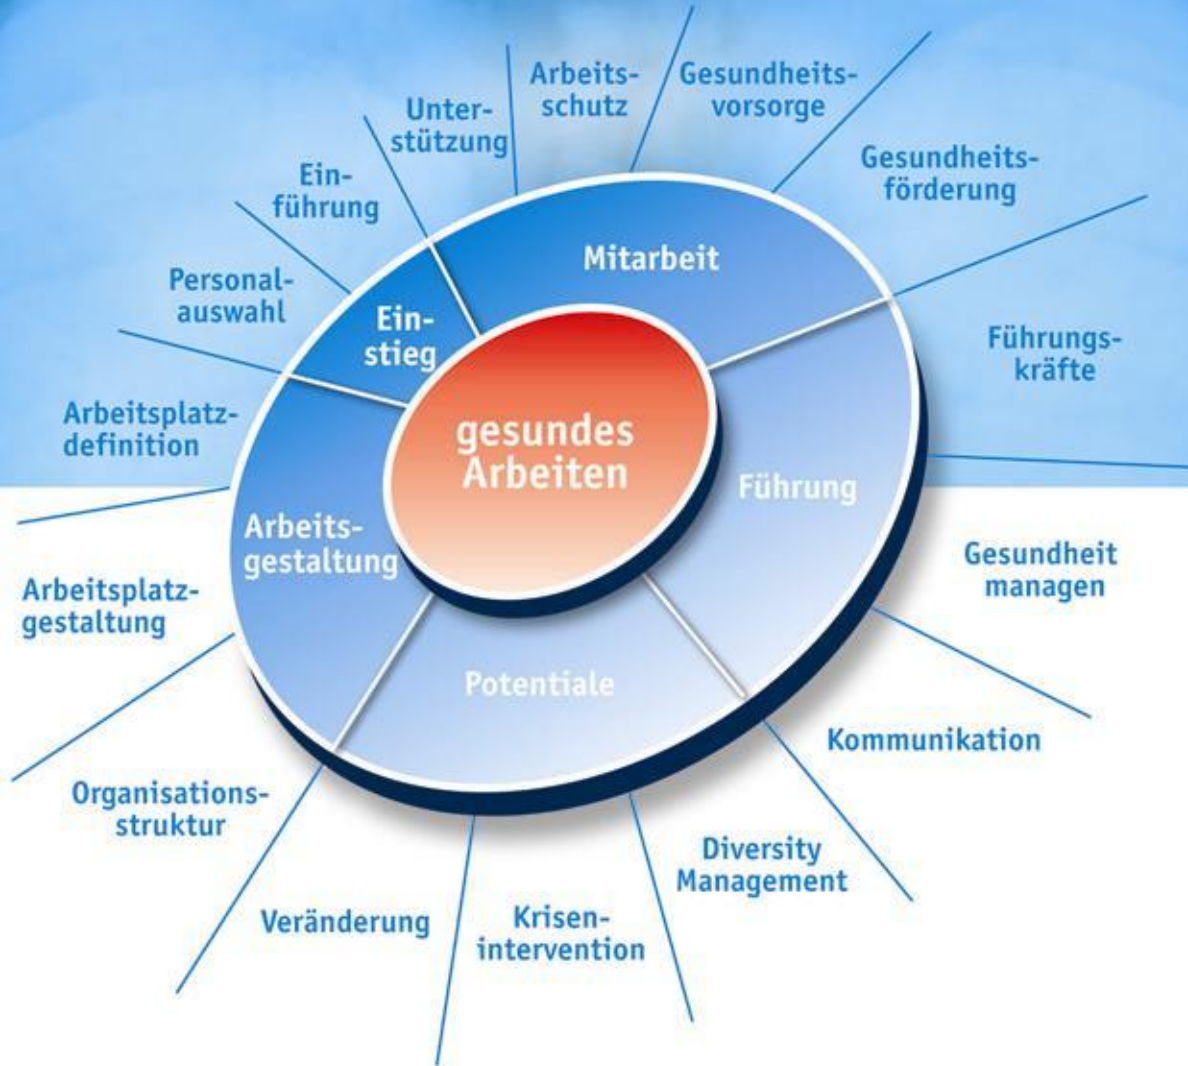 gesundes
Arbeiten
Mitarbeit
Führung
Potentiale
Arbeits-
gestaltung
Ein-
stieg
Unter-
stützung
Arbeits-
schutz
Gesundheits-
vorsorge
Gesundheits-
förderung
Führungs-
kräfte
Gesundheit
managen
Kommunikation
Diversity
Management
Krisen-
intervention
Veränderung
Organisations-
struktur
Arbeitsplatz-
gestaltung
Arbeitsplatz-
definition
Personal-
auswahl
Ein-
führung